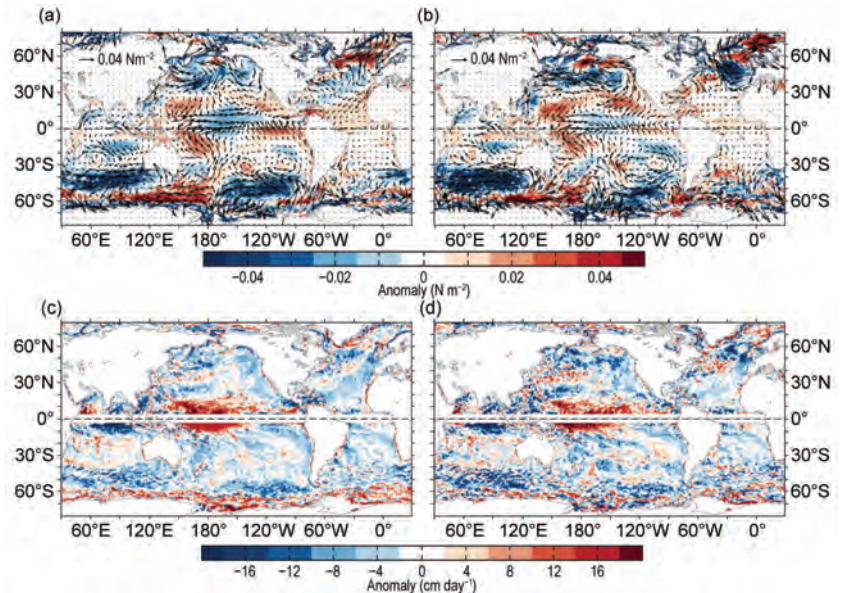 (a) (b)
60°N 0.04 Nm⁻² 0.04 Nm⁻² 60°N
30°N 30°N
0° 0°
30°S 30°S
60°S 60°S
60°E 120°E 180° 120°W 60°W 0° 60°E 120°E 180° 120°W 60°W 0°
−0.04 −0.02 0 0.02 0.04
Anomaly (N m⁻²)
(c) (d)
60°N 60°N
30°N 30°N
0° 0°
30°S 30°S
60°S 60°S
60°E 120°E 180° 120°W 60°W 0° 60°E 120°E 180° 120°W 60°W 0°
−16 −12 −8 −4 0 4 8 12 16
Anomaly (cm day⁻¹)